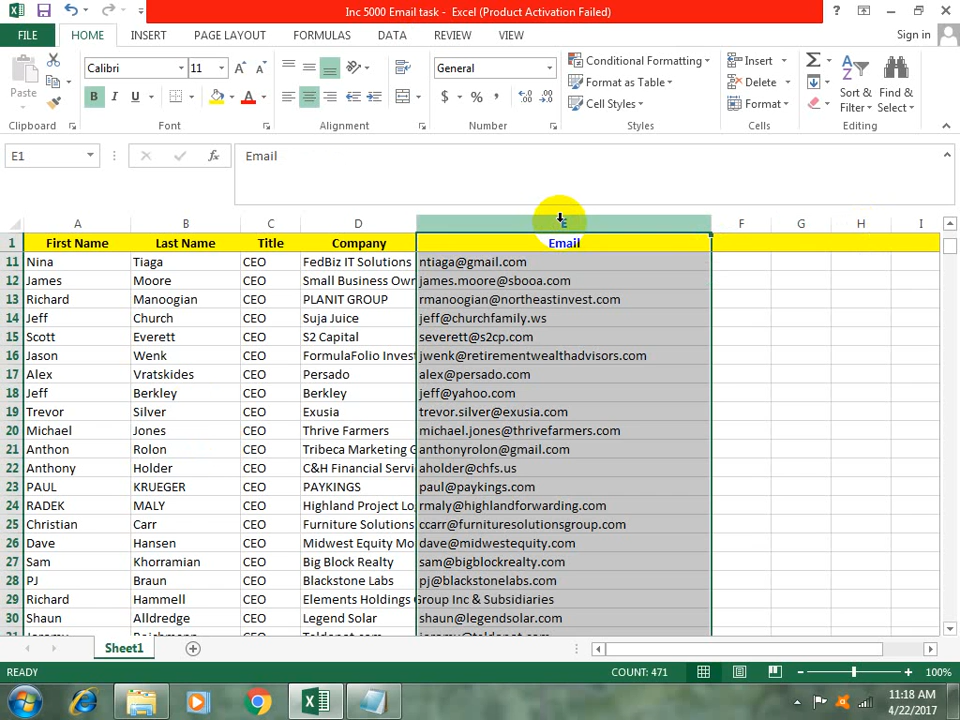 Inc 5000 Email task - Excel (Product Activation Failed)
FILE HOME INSERT PAGE LAYOUT FORMULAS DATA REVIEW VIEW Sign in
Paste Calibri 11 General Conditional Formatting Insert
B I U Format as Table Delete Sort & Find &
Cell Styles Format Filter Select
Clipboard Font Alignment Number Styles Cells Editing
E1 Email
A B C D E F G H I
1 First Name Last Name Title Company Email
11 Nina Tiaga CEO FedBiz IT Solutions ntiaga@gmail.com
12 James Moore CEO Small Business Own james.moore@sbooa.com
13 Richard Manoogian CEO PLANIT GROUP rmanoogian@northeastinvest.com
14 Jeff Church CEO Suja Juice jeff@churchfamily.ws
15 Scott Everett CEO S2 Capital severett@s2cp.com
16 Jason Wenk CEO FormulaFolio Invest jwenk@retirementwealthadvisors.com
17 Alex Vratskides CEO Persado alex@persado.com
18 Jeff Berkley CEO Berkley jeff@yahoo.com
19 Trevor Silver CEO Exusia trevor.silver@exusia.com
20 Michael Jones CEO Thrive Farmers michael.jones@thrivefarmers.com
21 Anthon Rolon CEO Tribeca Marketing G anthonyrolon@gmail.com
22 Anthony Holder CEO C&H Financial Servi aholder@chfs.us
23 PAUL KRUEGER CEO PAYKINGS paul@paykings.com
24 RADEK MALY CEO Highland Project Lo rmaly@highlandforwarding.com
25 Christian Carr CEO Furniture Solutions ccarr@furnituresolutionsgroup.com
26 Dave Hansen CEO Midwest Equity Mo dave@midwestequity.com
27 Sam Khorramian CEO Big Block Realty sam@bigblockrealty.com
28 PJ Braun CEO Blackstone Labs pj@blackstonelabs.com
29 Richard Hammell CEO Elements Holdings Group Inc & Subsidiaries
30 Shaun Alldredge CEO Legend Solar shaun@legendsolar.com
Sheet1
READY COUNT: 471 100%
11:18 AM
4/22/2017